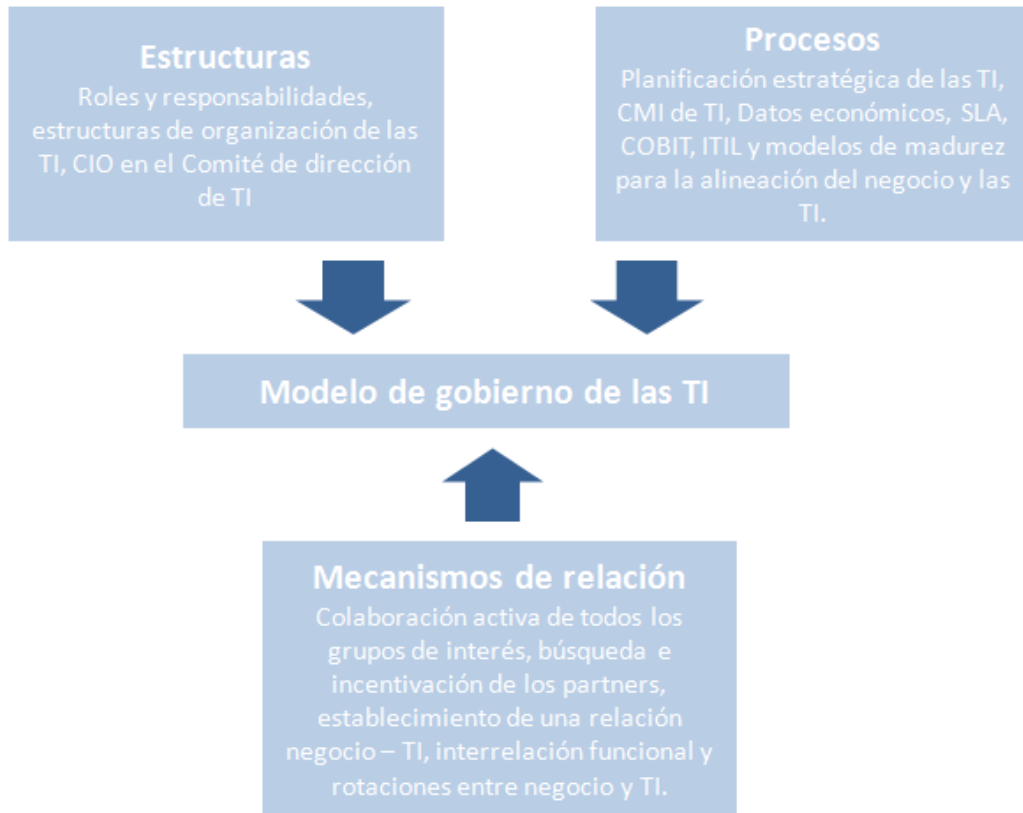 Estructuras
Roles y responsabilidades,
estructuras de organización de las
TI, CIO en el Comité de dirección
de TI
Procesos
Planificación estratégica de las TI,
CMI de TI, Datos económicos, SLA,
COBIT, ITIL y modelos de madurez
para la alineación del negocio y las
TI.
Modelo de gobierno de las TI
Mecanismos de relación
Colaboración activa de todos los
grupos de interés, búsqueda e
incentivación de los partners,
establecimiento de una relación
negocio – TI, interrelación funcional y
rotaciones entre negocio y TI.